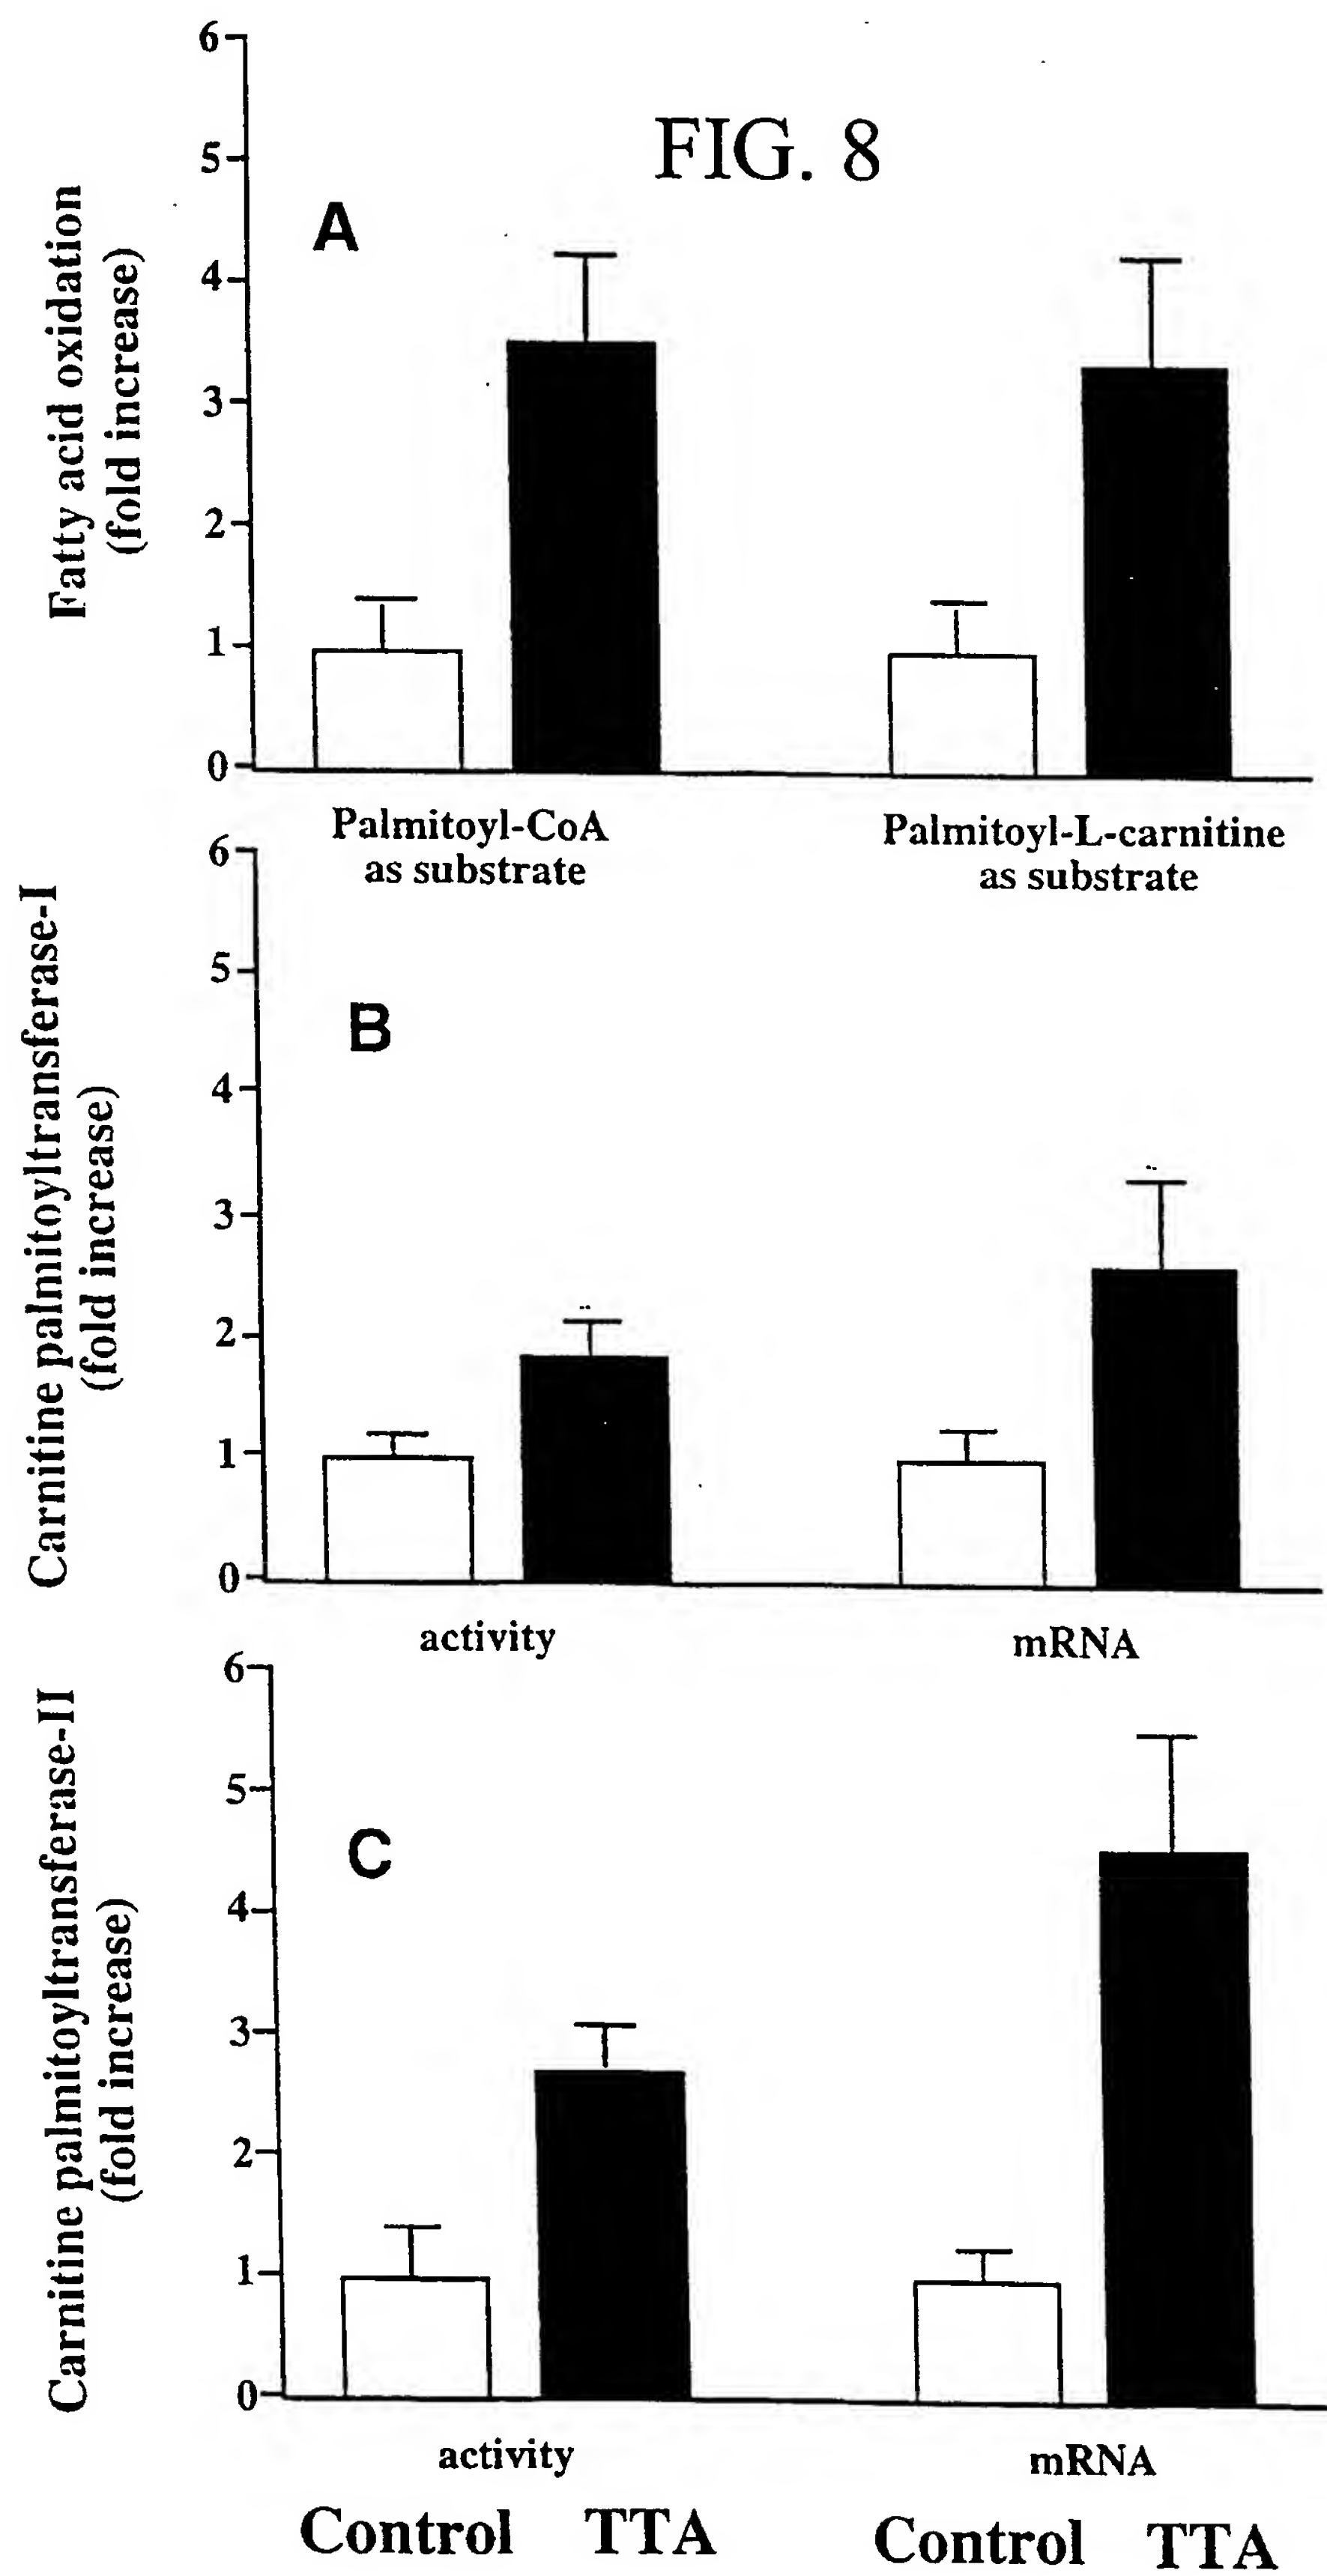 FIG. 8
A
Fatty acid oxidation
(fold increase)
6
5
4
3
2
1
0
Palmitoyl-CoA
as substrate
Palmitoyl-L-carnitine
as substrate
B
Carnitine palmitoyltransferase-I
(fold increase)
6
5
4
3
2
1
0
activity
mRNA
C
Carnitine palmitoyltransferase-II
(fold increase)
6
5
4
3
2
1
0
activity
mRNA
Control TTA
Control TTA